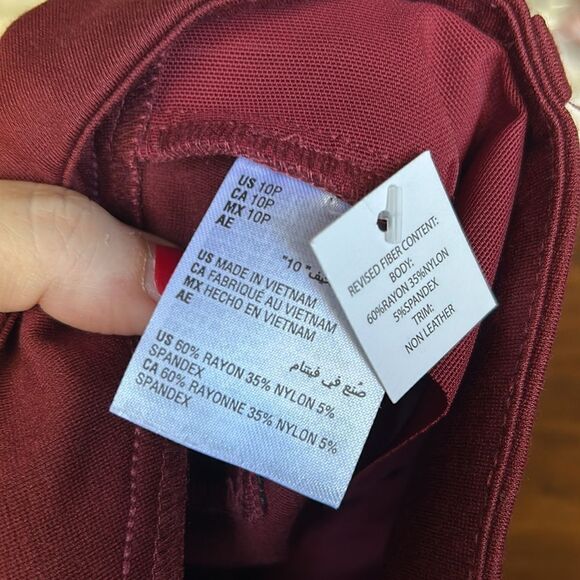 US 10P
CA 10P
MX 10P
AE
"10"
US MADE IN VIETNAM
CA FABRIQUÉ AU VIETNAM
MX HECHO EN VIETNAM
AE
صُنع في فيتنام
US 60% RAYON 35% NYLON 5%
SPANDEX
CA 60% RAYONNE 35% NYLON 5%
SPANDEX
REVISED FIBER CONTENT:
BODY:
60%RAYON 35%NYLON
5%SPANDEX
TRIM:
NON LEATHER